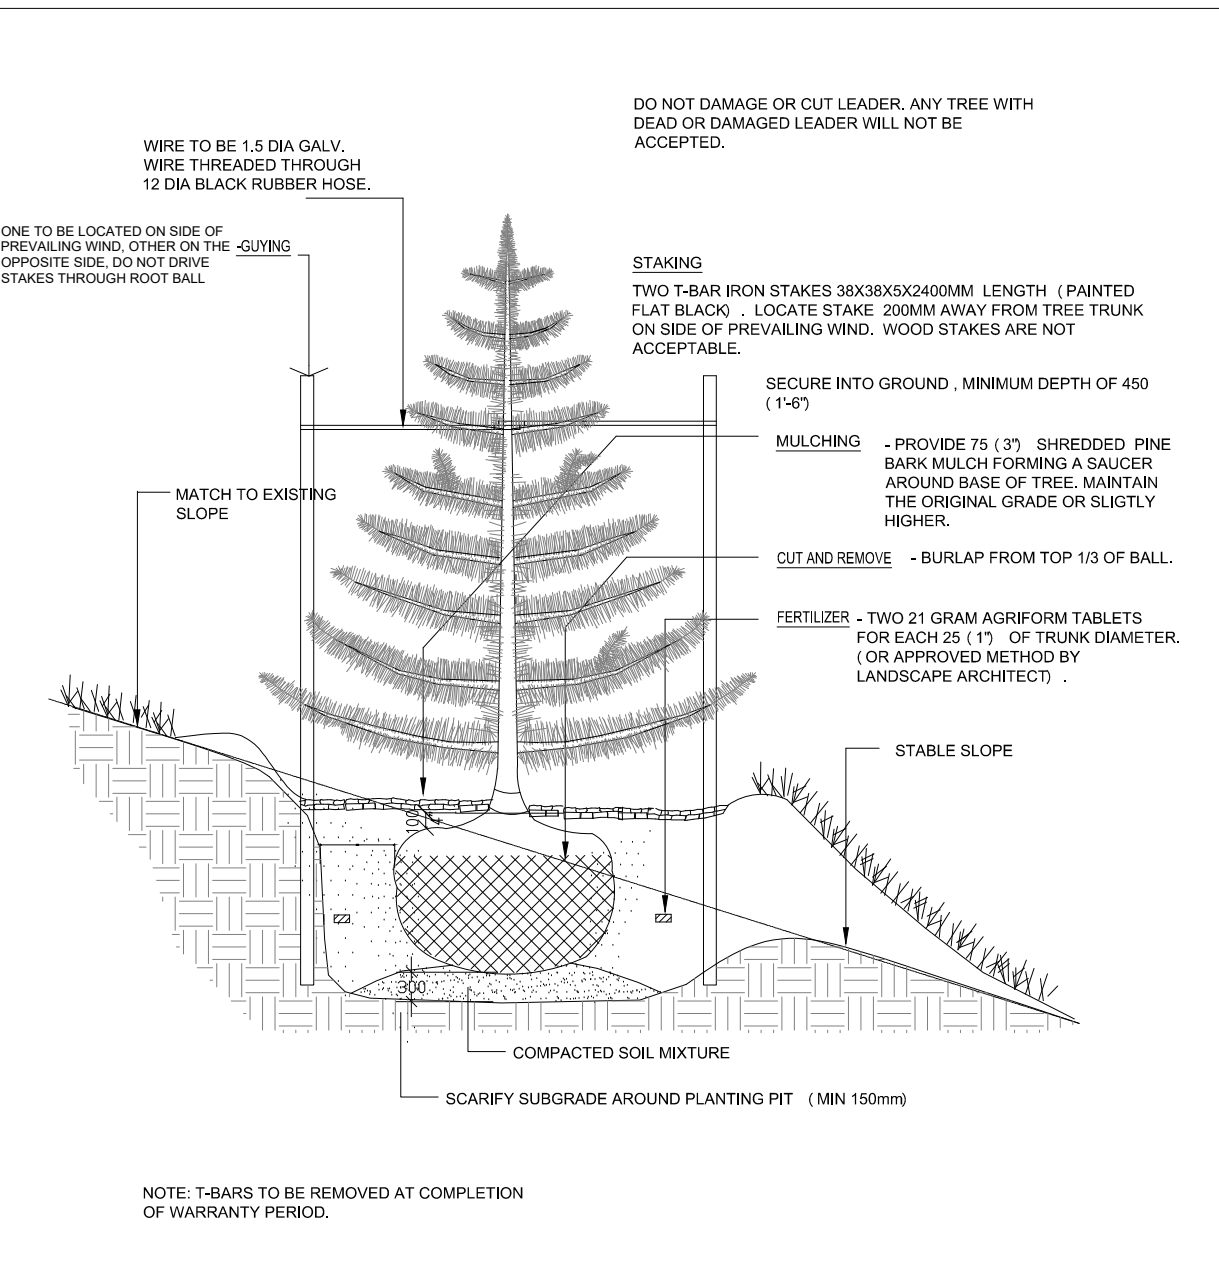 DO NOT DAMAGE OR CUT LEADER. ANY TREE WITH
DEAD OR DAMAGED LEADER WILL NOT BE
ACCEPTED.
WIRE TO BE 1.5 DIA GALV.
WIRE THREADED THROUGH
12 DIA BLACK RUBBER HOSE.
ONE TO BE LOCATED ON SIDE OF
PREVAILING WIND, OTHER ON THE
OPPOSITE SIDE, DO NOT DRIVE
STAKES THROUGH ROOT BALL
-GUYING
STAKING
TWO T-BAR IRON STAKES 38X38X5X2400MM LENGTH ( PAINTED
FLAT BLACK) . LOCATE STAKE 200MM AWAY FROM TREE TRUNK
ON SIDE OF PREVAILING WIND. WOOD STAKES ARE NOT
ACCEPTABLE.
SECURE INTO GROUND , MINIMUM DEPTH OF 450
( 1'-6")
MULCHING - PROVIDE 75 ( 3") SHREDDED PINE
BARK MULCH FORMING A SAUCER
AROUND BASE OF TREE. MAINTAIN
THE ORIGINAL GRADE OR SLIGTLY
HIGHER.
MATCH TO EXISTING
SLOPE
CUT AND REMOVE - BURLAP FROM TOP 1/3 OF BALL.
FERTILIZER - TWO 21 GRAM AGRIFORM TABLETS
FOR EACH 25 ( 1") OF TRUNK DIAMETER.
( OR APPROVED METHOD BY
LANDSCAPE ARCHITECT) .
STABLE SLOPE
100
4"
300
COMPACTED SOIL MIXTURE
SCARIFY SUBGRADE AROUND PLANTING PIT ( MIN 150mm)
NOTE: T-BARS TO BE REMOVED AT COMPLETION
OF WARRANTY PERIOD.